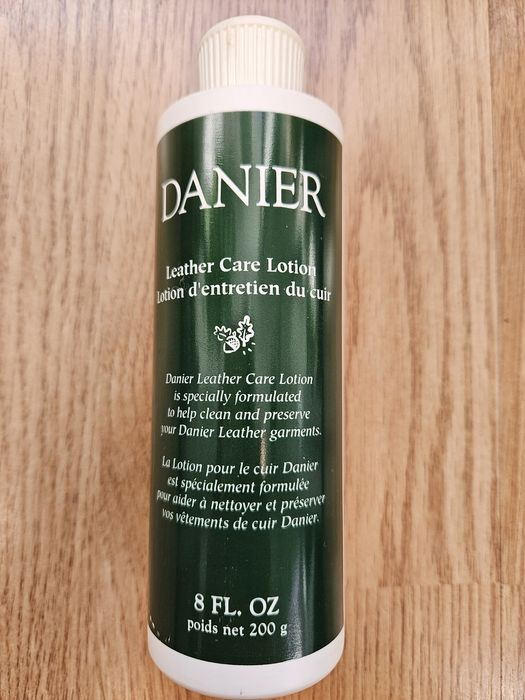 DANIER
Leather Care Lotion
Lotion d'entretien du cuir
Danier Leather Care Lotion
is specially formulated
to help clean and preserve
your Danier Leather garments.
La Lotion pour le cuir Danier
est spécialement formulée
pour aider à nettoyer et préserver
vos vêtements de cuir Danier.
8 FL. OZ
poids net 200 g